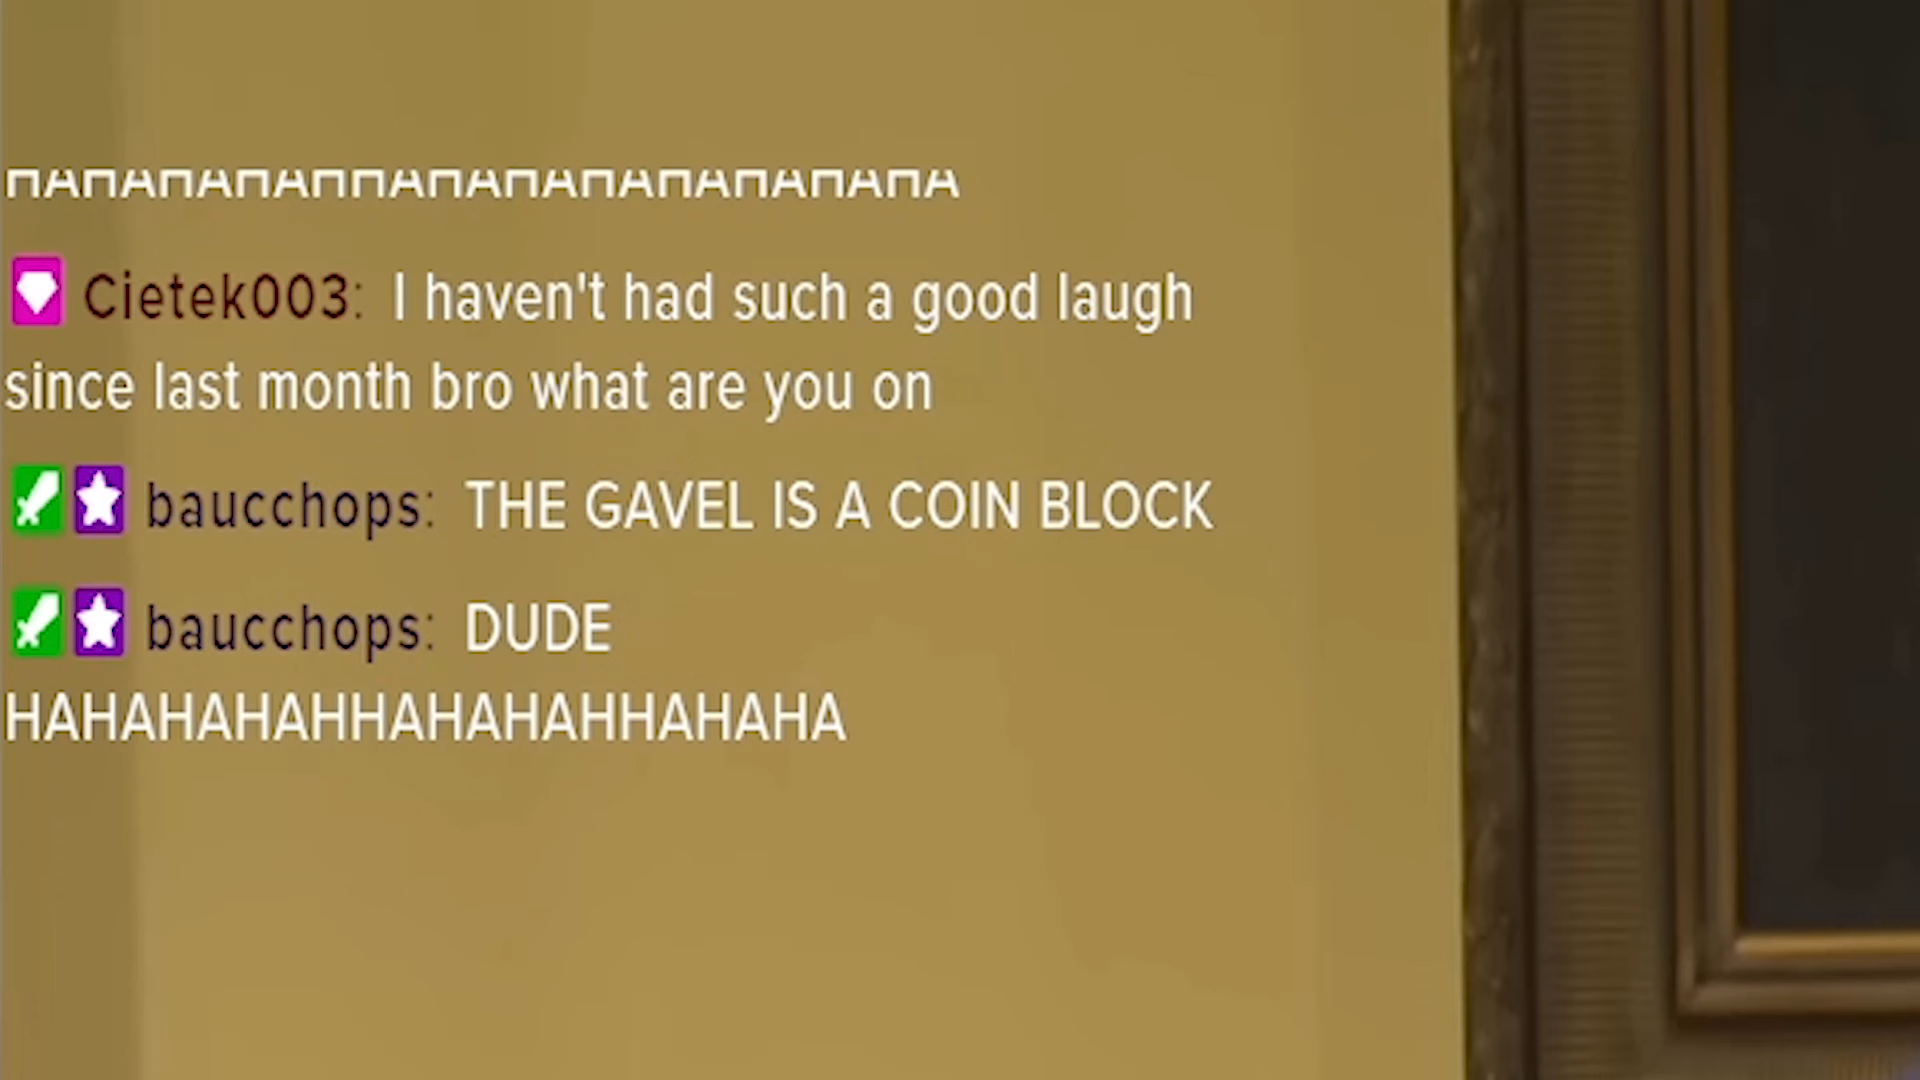 HAHAHAHAHHAHAHAHAHAHAHAHA
Cietek003: I haven't had such a good laugh
since last month bro what are you on
baucchops: THE GAVEL IS A COIN BLOCK
baucchops: DUDE
HAHAHAHAHHAHAHAHHAHAHA